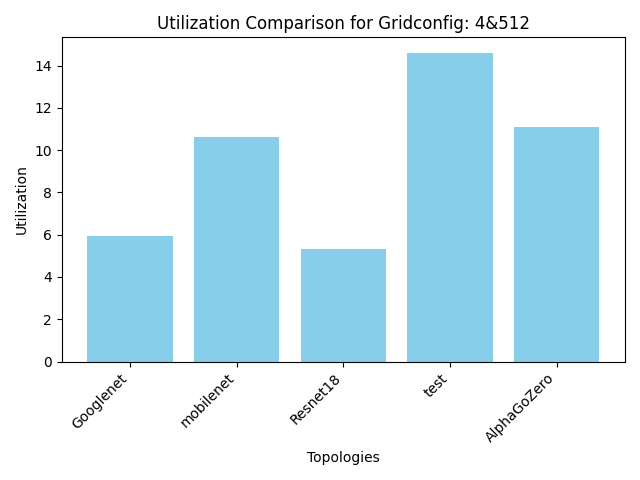 Utilization Comparison for Gridconfig: 4&512
Utilization
14
12
10
8
6
4
2
0
Googlenet
mobilenet
Resnet18
test
AlphaGoZero
Topologies